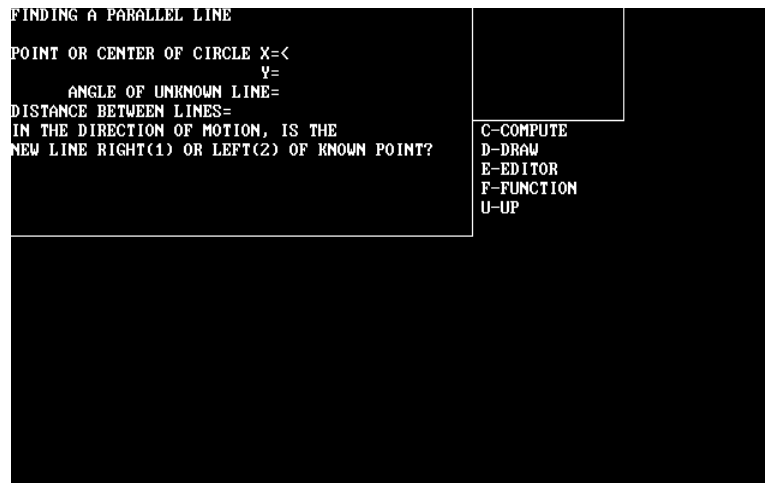 FINDING A PARALLEL LINE
POINT OR CENTER OF CIRCLE X=<
Y=
ANGLE OF UNKNOWN LINE=
DISTANCE BETWEEN LINES=
IN THE DIRECTION OF MOTION, IS THE
NEW LINE RIGHT(1) OR LEFT(2) OF KNOWN POINT?
C-COMPUTE
D-DRAW
E-EDITOR
F-FUNCTION
U-UP